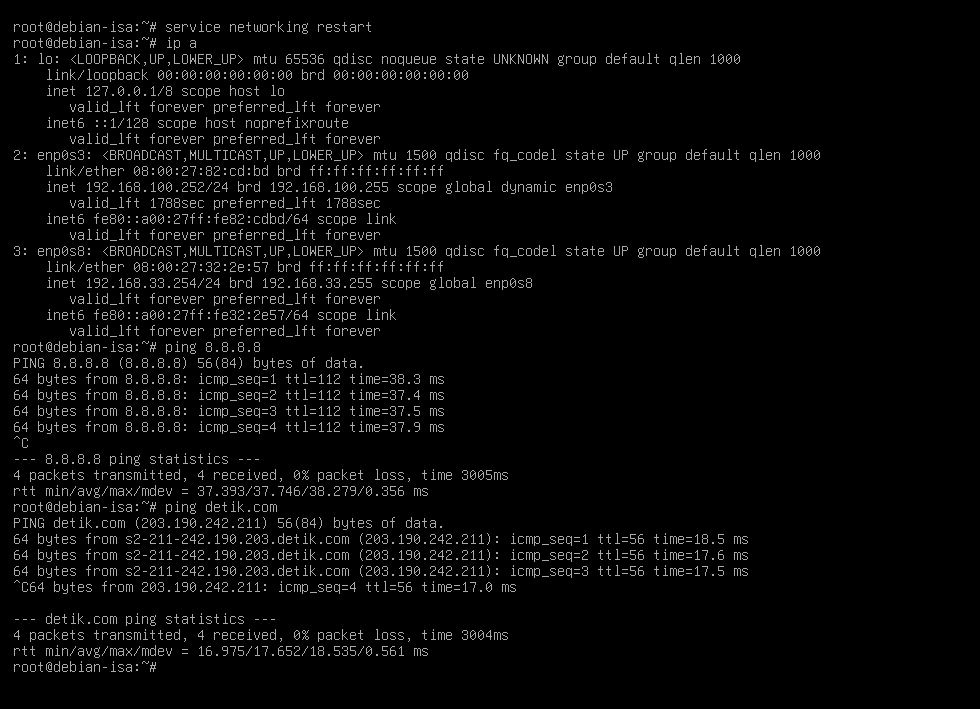 root@debian-isa:~# service networking restart
root@debian-isa:~# ip a
1: lo: <LOOPBACK,UP,LOWER_UP> mtu 65536 qdisc noqueue state UNKNOWN group default qlen 1000
    link/loopback 00:00:00:00:00:00 brd 00:00:00:00:00:00
    inet 127.0.0.1/8 scope host lo
       valid_lft forever preferred_lft forever
    inet6 ::1/128 scope host noprefixroute
       valid_lft forever preferred_lft forever
2: enp0s3: <BROADCAST,MULTICAST,UP,LOWER_UP> mtu 1500 qdisc fq_codel state UP group default qlen 1000
    link/ether 08:00:27:82:cd:bd brd ff:ff:ff:ff:ff:ff
    inet 192.168.100.252/24 brd 192.168.100.255 scope global dynamic enp0s3
       valid_lft 1788sec preferred_lft 1788sec
    inet6 fe80::a00:27ff:fe82:cdbd/64 scope link
       valid_lft forever preferred_lft forever
3: enp0s8: <BROADCAST,MULTICAST,UP,LOWER_UP> mtu 1500 qdisc fq_codel state UP group default qlen 1000
    link/ether 08:00:27:32:2e:57 brd ff:ff:ff:ff:ff:ff
    inet 192.168.33.254/24 brd 192.168.33.255 scope global enp0s8
       valid_lft forever preferred_lft forever
    inet6 fe80::a00:27ff:fe32:2e57/64 scope link
       valid_lft forever preferred_lft forever
root@debian-isa:~# ping 8.8.8.8
PING 8.8.8.8 (8.8.8.8) 56(84) bytes of data.
64 bytes from 8.8.8.8: icmp_seq=1 ttl=112 time=38.3 ms
64 bytes from 8.8.8.8: icmp_seq=2 ttl=112 time=37.4 ms
64 bytes from 8.8.8.8: icmp_seq=3 ttl=112 time=37.5 ms
64 bytes from 8.8.8.8: icmp_seq=4 ttl=112 time=37.9 ms
^C
--- 8.8.8.8 ping statistics ---
4 packets transmitted, 4 received, 0% packet loss, time 3005ms
rtt min/avg/max/mdev = 37.393/37.746/38.279/0.356 ms
root@debian-isa:~# ping detik.com
PING detik.com (203.190.242.211) 56(84) bytes of data.
64 bytes from s2-211-242.190.203.detik.com (203.190.242.211): icmp_seq=1 ttl=56 time=18.5 ms
64 bytes from s2-211-242.190.203.detik.com (203.190.242.211): icmp_seq=2 ttl=56 time=17.6 ms
64 bytes from s2-211-242.190.203.detik.com (203.190.242.211): icmp_seq=3 ttl=56 time=17.5 ms
^C64 bytes from 203.190.242.211: icmp_seq=4 ttl=56 time=17.0 ms
--- detik.com ping statistics ---
4 packets transmitted, 4 received, 0% packet loss, time 3004ms
rtt min/avg/max/mdev = 16.975/17.652/18.535/0.561 ms
root@debian-isa:~#